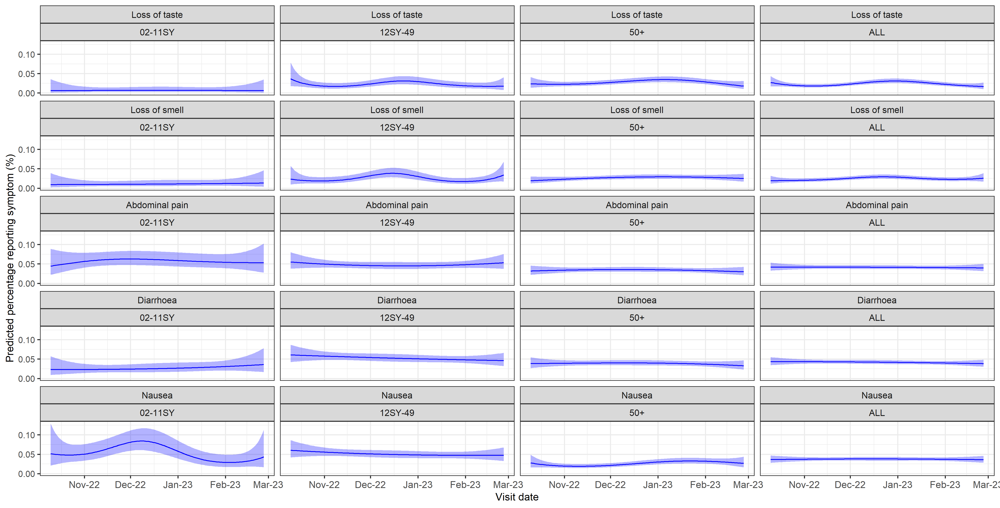 Loss of taste Loss of taste Loss of taste Loss of taste
02-11SY 12SY-49 50+ ALL
0.10
0.05
0.00
Loss of smell Loss of smell Loss of smell Loss of smell
02-11SY 12SY-49 50+ ALL
0.10
0.05
0.00
Abdominal pain Abdominal pain Abdominal pain Abdominal pain
02-11SY 12SY-49 50+ ALL
0.10
0.05
0.00
Diarrhoea Diarrhoea Diarrhoea Diarrhoea
02-11SY 12SY-49 50+ ALL
0.10
0.05
0.00
Nausea Nausea Nausea Nausea
02-11SY 12SY-49 50+ ALL
0.10
0.05
0.00
Nov-22 Dec-22 Jan-23 Feb-23 Mar-23 Nov-22 Dec-22 Jan-23 Feb-23 Mar-23 Nov-22 Dec-22 Jan-23 Feb-23 Mar-23 Nov-22 Dec-22 Jan-23 Feb-23 Mar-23
Visit date
Predicted percentage reporting symptom (%)